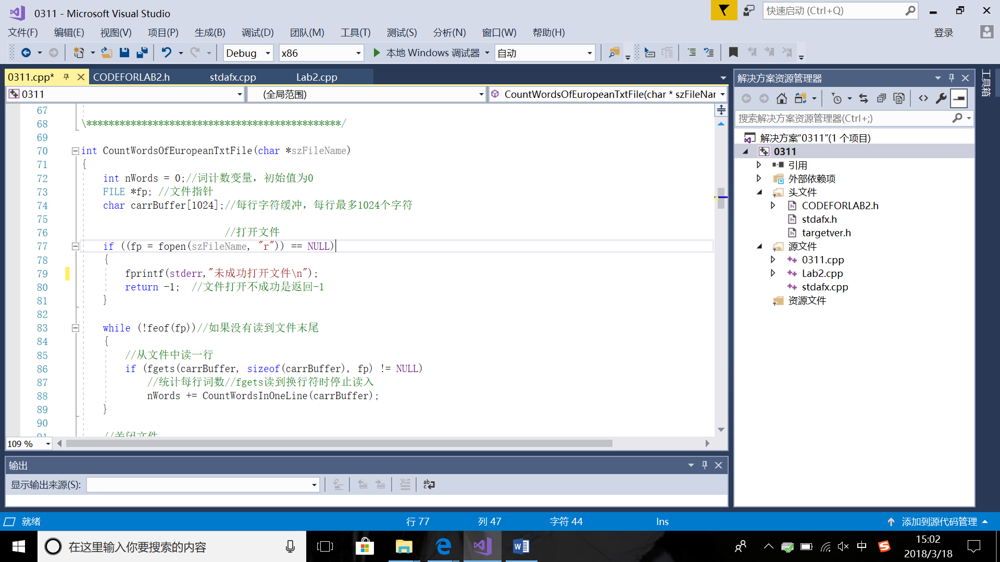 0311 - Microsoft Visual Studio
快速启动 (Ctrl+Q)
文件(F) 编辑(E) 视图(V) 项目(P) 生成(B) 调试(D) 团队(M) 工具(T) 测试(S) 分析(N) 窗口(W) 帮助(H) 登录
Debug x86 本地 Windows 调试器 自动
0311.cpp* CODEFORLAB2.h stdafx.cpp Lab2.cpp
0311 (全局范围) CountWordsOfEuropeanTxtFile(char * szFileNar
67
68 \**********************************************/
69
70 int CountWordsOfEuropeanTxtFile(char *szFileName)
71 {
72 int nWords = 0;//词计数变量，初始值为0
73 FILE *fp; //文件指针
74 char carrBuffer[1024];//每行字符缓冲，每行最多1024个字符
75
76 //打开文件
77 if ((fp = fopen(szFileName, "r")) == NULL)
78 {
79 fprintf(stderr,"未成功打开文件\n");
80 return -1; //文件打开不成功是返回-1
81 }
82
83 while (!feof(fp))//如果没有读到文件末尾
84 {
85 //从文件中读一行
86 if (fgets(carrBuffer, sizeof(carrBuffer), fp) != NULL)
87 //统计每行词数//fgets读到换行符时停止读入
88 nWords += CountWordsInOneLine(carrBuffer);
89 }
90
91 //关闭文件
109 %
输出
显示输出来源(S):
解决方案资源管理器
搜索解决方案资源管理器(Ctrl+;)
解决方案"0311"(1 个项目)
0311
引用
外部依赖项
头文件
CODEFORLAB2.h
stdafx.h
targetver.h
源文件
0311.cpp
Lab2.cpp
stdafx.cpp
资源文件
工具箱
就绪 行 77 列 47 字符 44 Ins 添加到源代码管理
在这里输入你要搜索的内容
中
15:02
2018/3/18